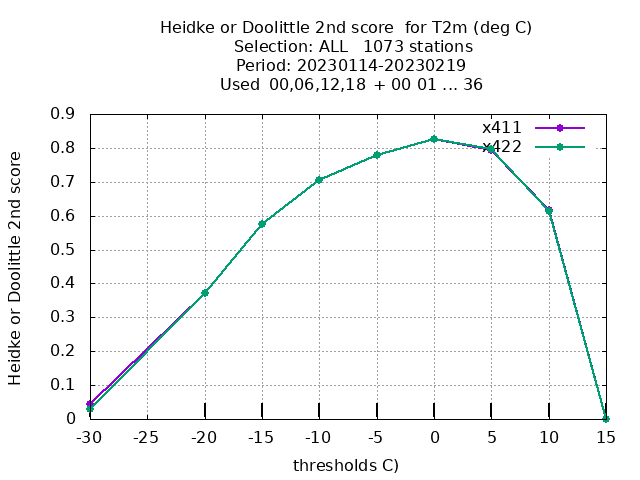 Heidke or Doolittle 2nd score  for T2m (deg C)
Selection: ALL   1073 stations
Period: 20230114-20230219
Used  00,06,12,18  + 00 01 ... 36
x411
x422
Heidke or Doolittle 2nd score
0.9
0.8
0.7
0.6
0.5
0.4
0.3
0.2
0.1
0
-30 -25 -20 -15 -10 -5 0 5 10 15
thresholds C)